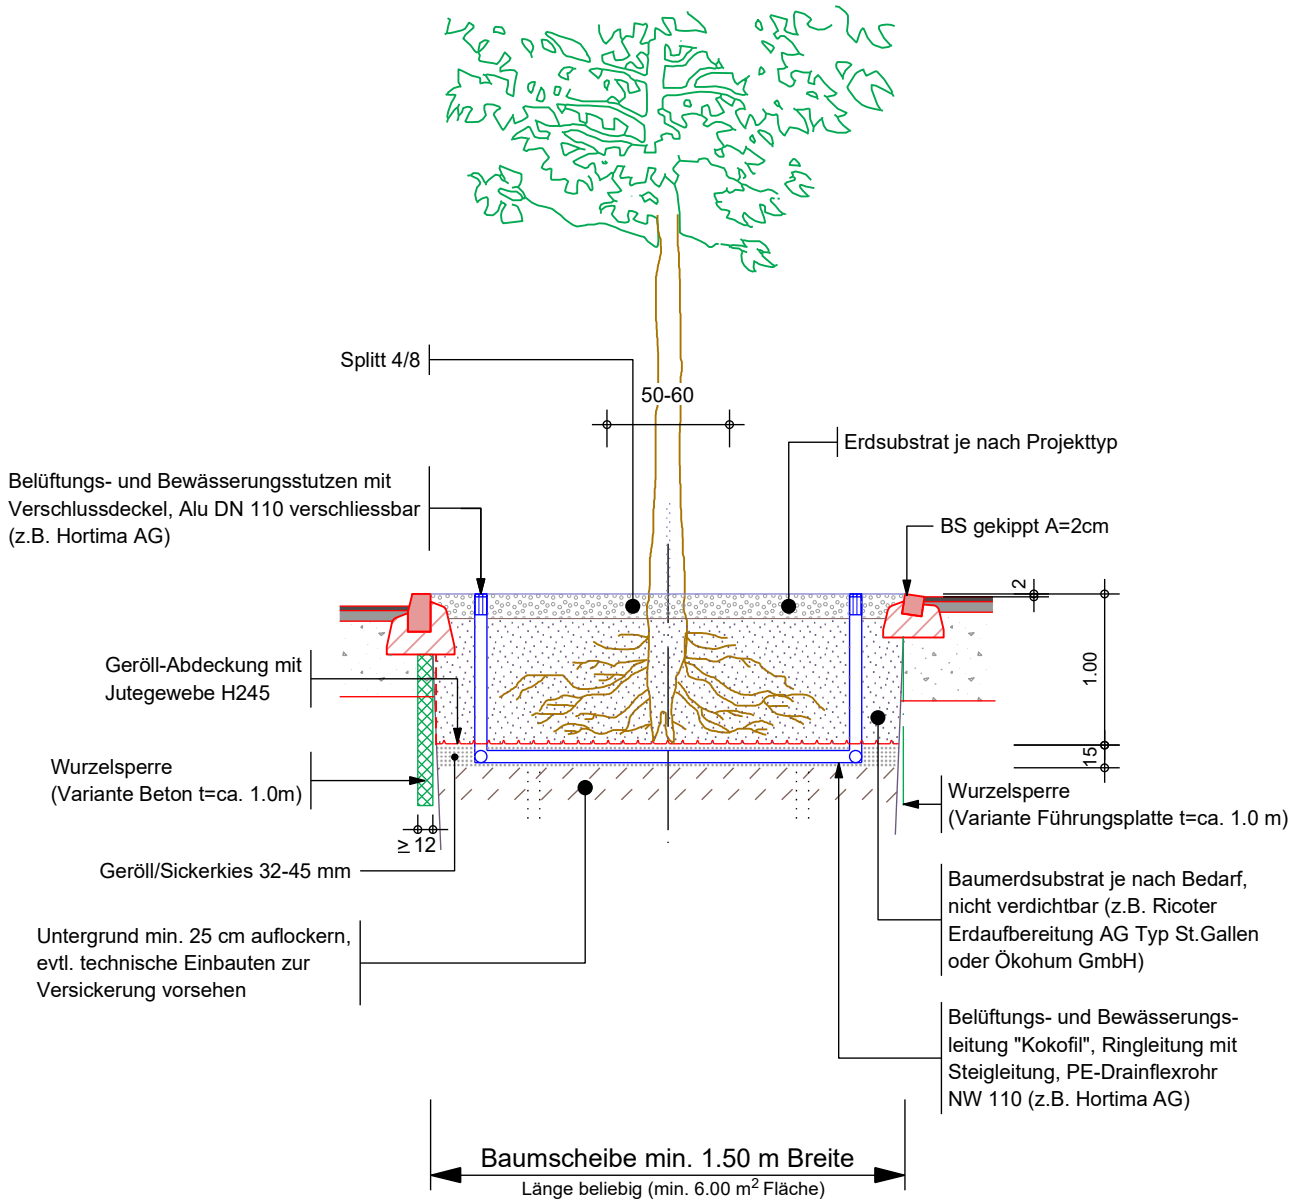 Splitt 4/8
50-60
Erdsubstrat je nach Projekttyp
Belüftungs- und Bewässerungsstutzen mit
Verschlussdeckel, Alu DN 110 verschliessbar
(z.B. Hortima AG)
BS gekippt A=2cm
2
1.00
15
Geröll-Abdeckung mit
Jutegewebe H245
Wurzelsperre
(Variante Beton t=ca. 1.0m)
Wurzelsperre
(Variante Führungsplatte t=ca. 1.0 m)
≥ 12
Geröll/Sickerkies 32-45 mm
Baumerdsubstrat je nach Bedarf,
nicht verdichtbar (z.B. Ricoter
Erdaufbereitung AG Typ St.Gallen
oder Ökohum GmbH)
Untergrund min. 25 cm auflockern,
evtl. technische Einbauten zur
Versickerung vorsehen
Belüftungs- und Bewässerungs-
leitung "Kokofil", Ringleitung mit
Steigleitung, PE-Drainflexrohr
NW 110 (z.B. Hortima AG)
Baumscheibe min. 1.50 m Breite
Länge beliebig (min. 6.00 m² Fläche)